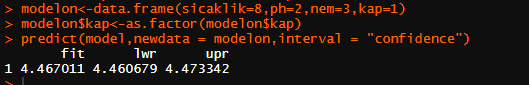 > modelon<-data.frame(sicaklik=8,ph=2,nem=3,kap=1)
> modelon$kap<-as.factor(modelon$kap)
> predict(model,newdata = modelon,interval = "confidence")
       fit      lwr      upr
1 4.467011 4.460679 4.473342
> |